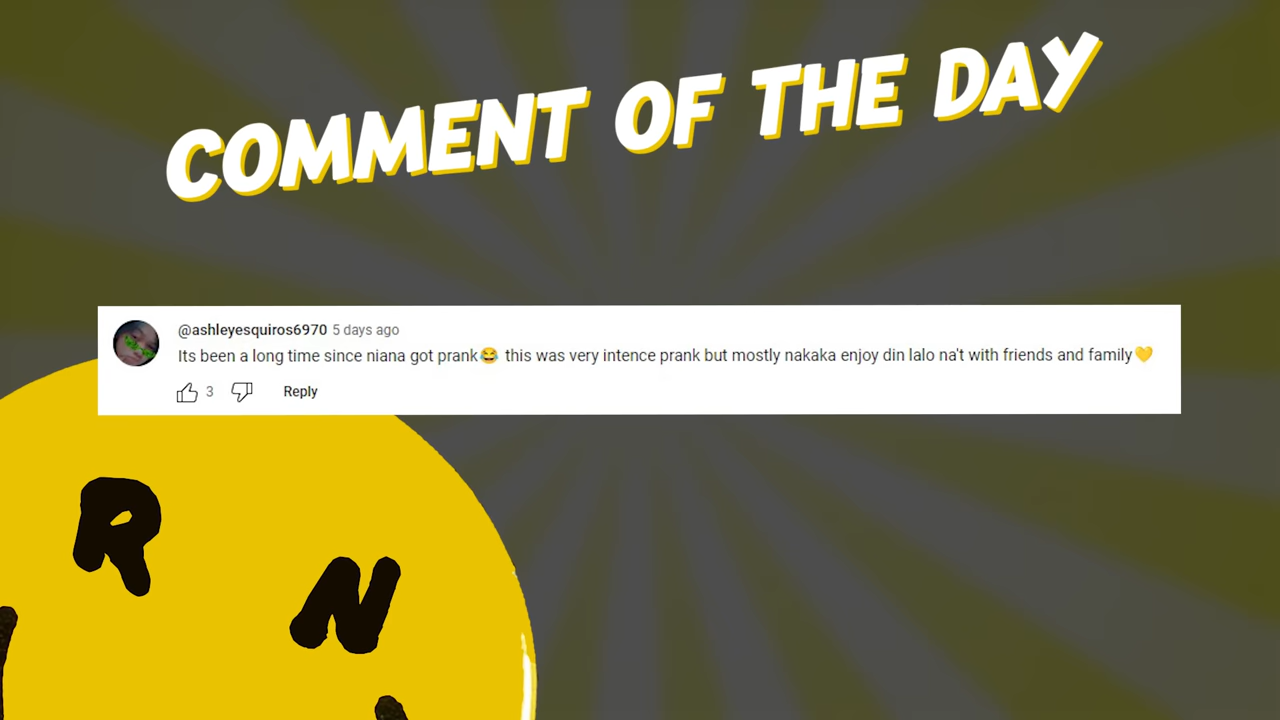 COMMENT OF THE DAY
@ashleyesquiros6970 5 days ago
Its been a long time since niana got prank😂 this was very intence prank but mostly nakaka enjoy din lalo na't with friends and family💛
3 Reply
R N